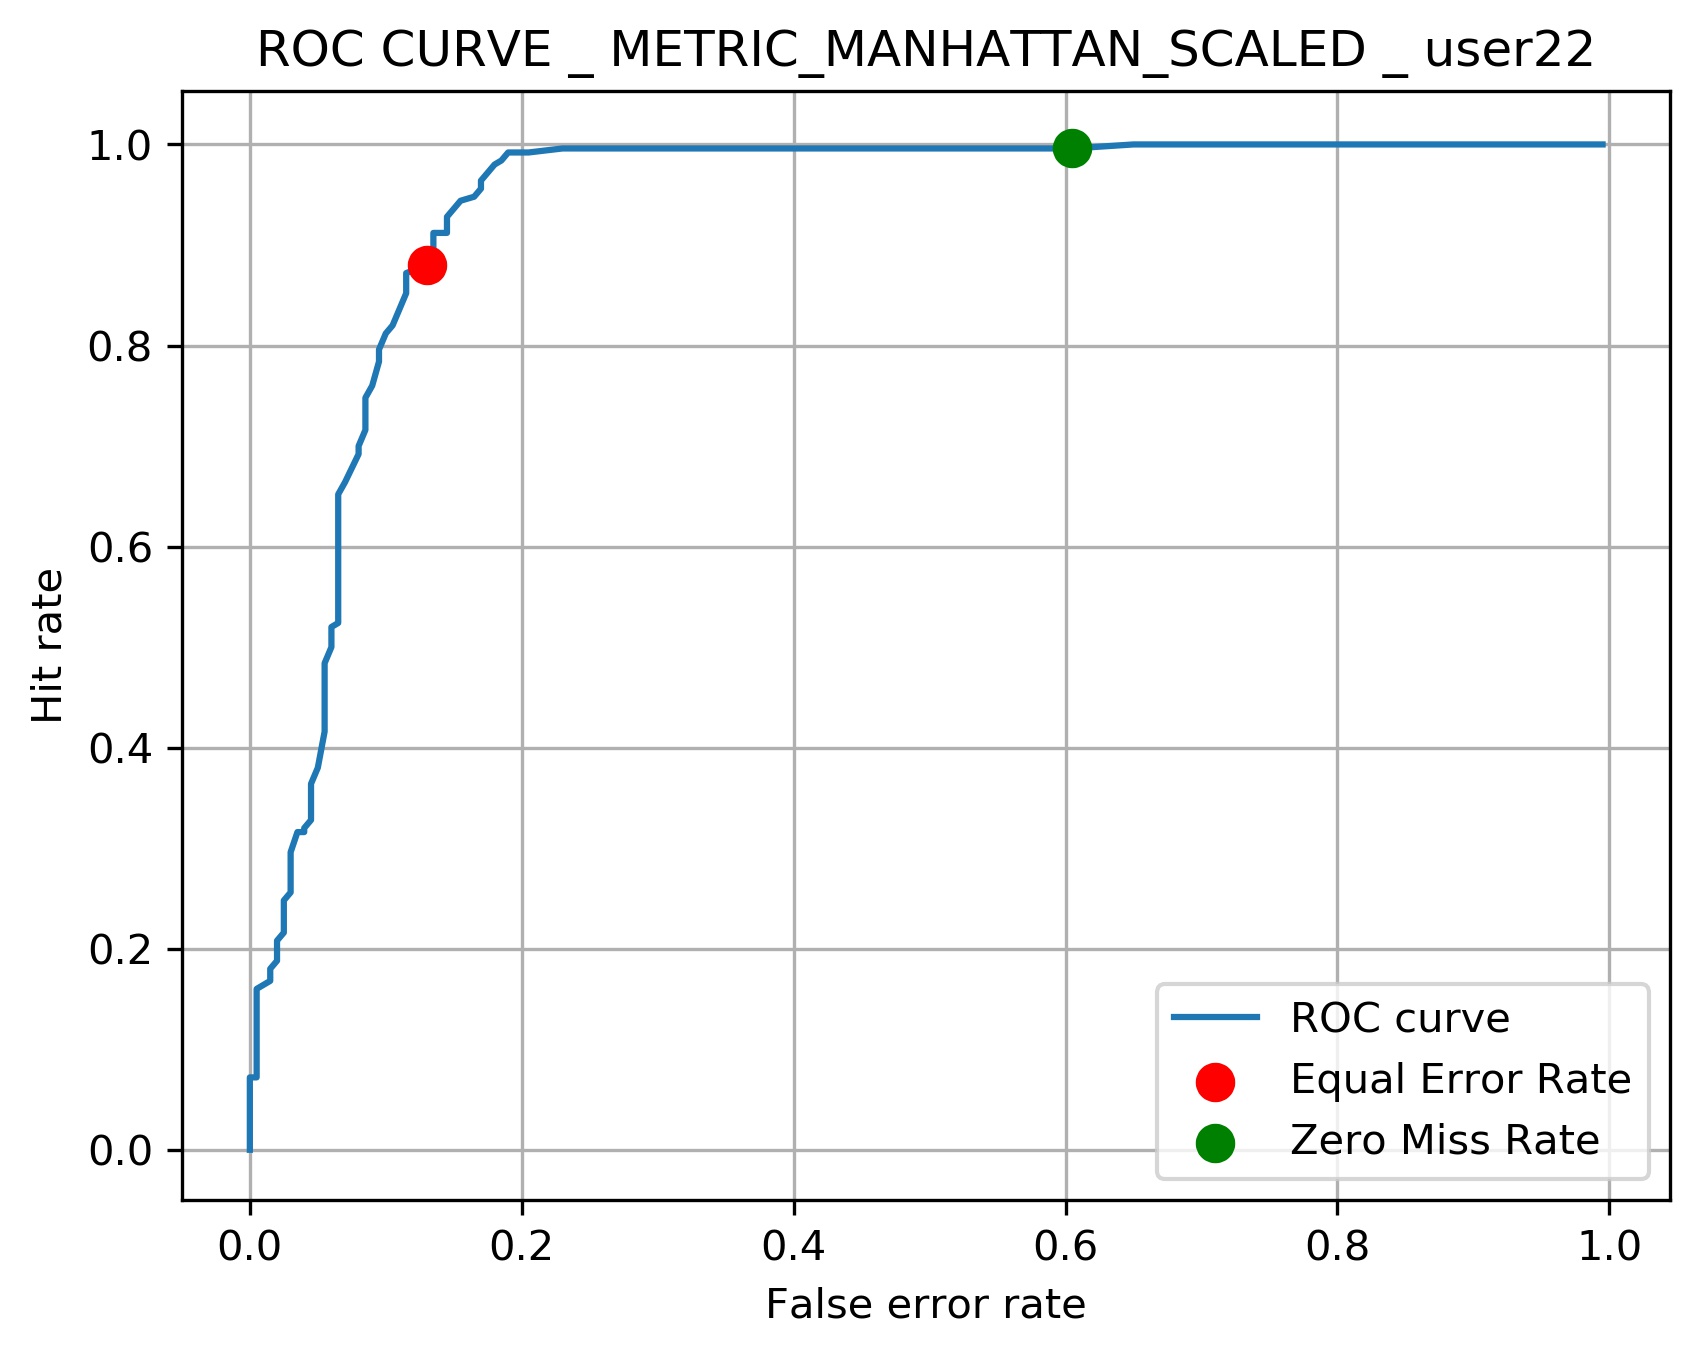 ROC CURVE _ METRIC_MANHATTAN_SCALED _ user22
1.0
0.8
0.6
0.4
0.2
0.0
Hit rate
ROC curve
Equal Error Rate
Zero Miss Rate
0.0 0.2 0.4 0.6 0.8 1.0
False error rate